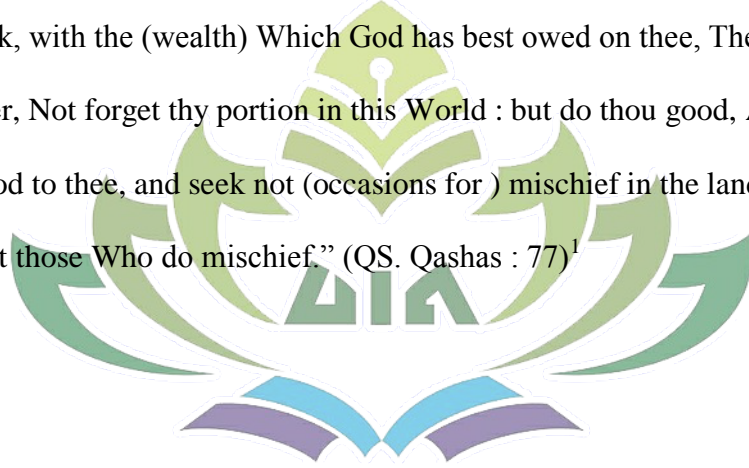 k, with the (wealth) Which God has best owed on thee, The
er, Not forget thy portion in this World : but do thou good, A
od to thee, and seek not (occasions for ) mischief in the land
t those Who do mischief.” (QS. Qashas : 77)¹